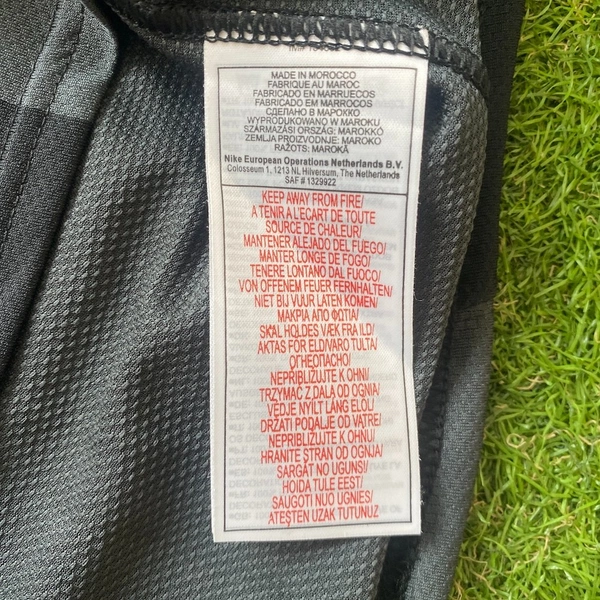 MADE IN MOROCCO
FABRIQUE AU MAROC
FABRICADO EN MARRUECOS
FABRICADO EM MARROCOS
СДЕЛАНО В МАРОККО
WYPRODUKOWANO W MAROKU
SZÁRMAZÁSI ORSZÁG: MAROKKÓ
ZEMLJA PROIZVODNJE: MAROKO
RAŽOTS: MAROKĀ
Nike European Operations Netherlands B.V.
Colosseum 1, 1213 NL Hilversum, The Netherlands
SAF # 1329922
KEEP AWAY FROM FIRE/
A TENIR A L'ECART DE TOUTE
SOURCE DE CHALEUR/
MANTENER ALEJADO DEL FUEGO/
MANTER LONGE DE FOGO/
TENERE LONTANO DAL FUOCO/
VON OFFENEM FEUER FERNHALTEN/
NIET BIJ VUUR LATEN KOMEN/
ΜΑΚΡΙΑ ΑΠΟ ΦΩΤΙΑ/
SKAL HOLDES VÆK FRA ILD/
AKTAS FÖR ELD/VARO TULTA/
ОГНЕОПАСНО/
NEPŘIBLIŽUJTE K OHNI/
TRZYMAĆ Z DALA OD OGNIA/
VÉDJE NYÍLT LÁNG ELŐL/
DRŽATI PODALJE OD VATRE/
NEPRIBLIŽUJTE K OHŇU/
HRANITE STRAN OD OGNJA/
SARGĀT NO UGUNS/
HOIDA TULE EEST/
SAUGOTI NUO UGNIES/
ATEŞTEN UZAK TUTUNUZ